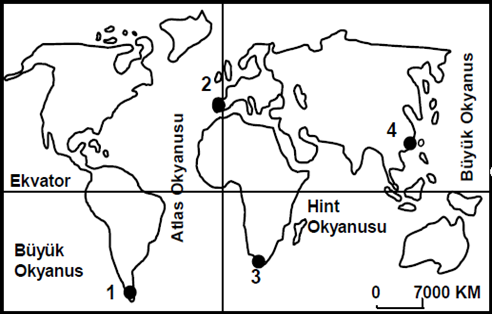 2
Atlas Okyanusu
Büyük Okyanus
4
Ekvator
Hint
Okyanusu
Büyük
Okyanus
3
1
0 7000 KM